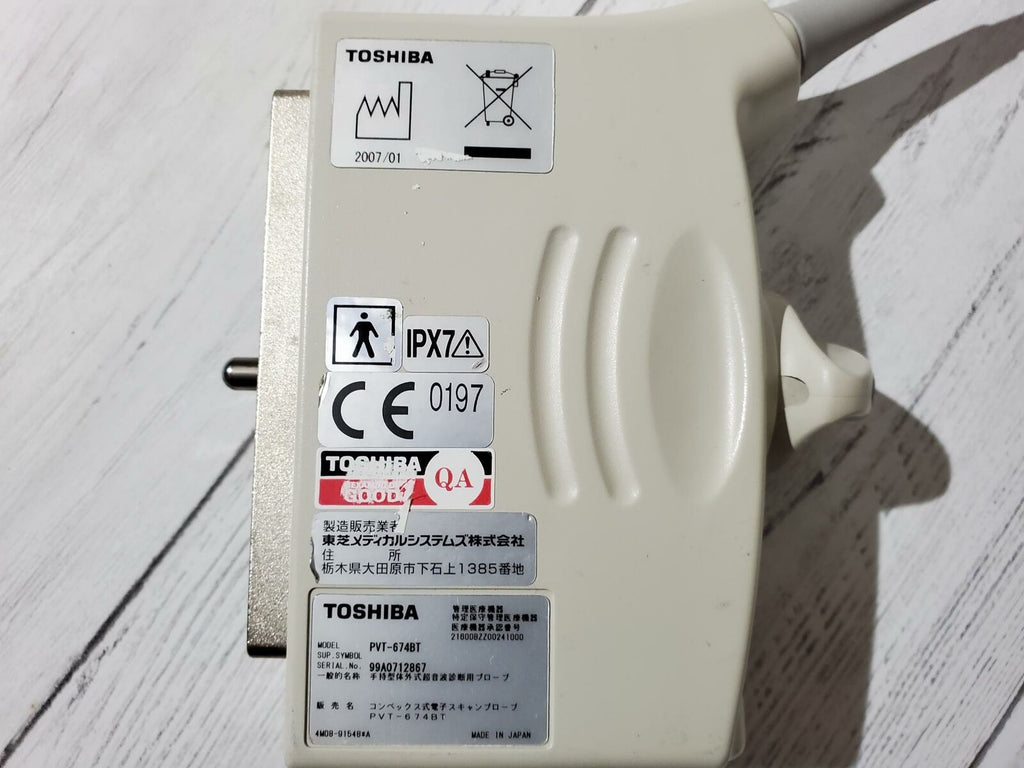 TOSHIBA
2007/01
IPX7
CE 0197
TOSHIBA
GOOD
QA
製造販売業者
東芝メディカルシステムズ株式会社
住 所
栃木県大田原市下石上1385番地
TOSHIBA
管理医療機器
特定保守管理医療機器
医療機器承認番号
21800BZZ00241000
MODEL PVT-674BT
SUP.SYMBOL
SERIAL.No. 99A0712867
一般的名称 手持型体外式超音波診断用プローブ
販売名 コンベックス式電子スキャンプローブ
PVT-674BT
4MDB-9154B*A MADE IN JAPAN